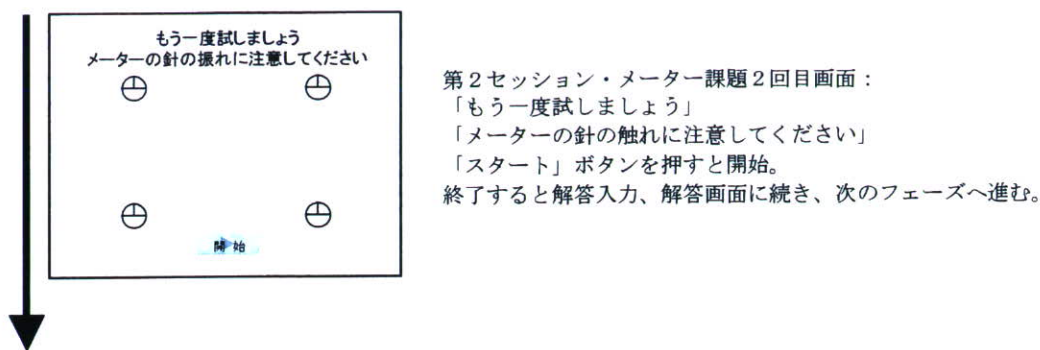 もう一度試しましょう
メーターの針の振れに注意してください
開始
第2セッション・メーター課題2回目画面：
「もう一度試しましょう」
「メーターの針の触れに注意してください」
「スタート」ボタンを押すと開始。
終了すると解答入力、解答画面に続き、次のフェーズへ進む。